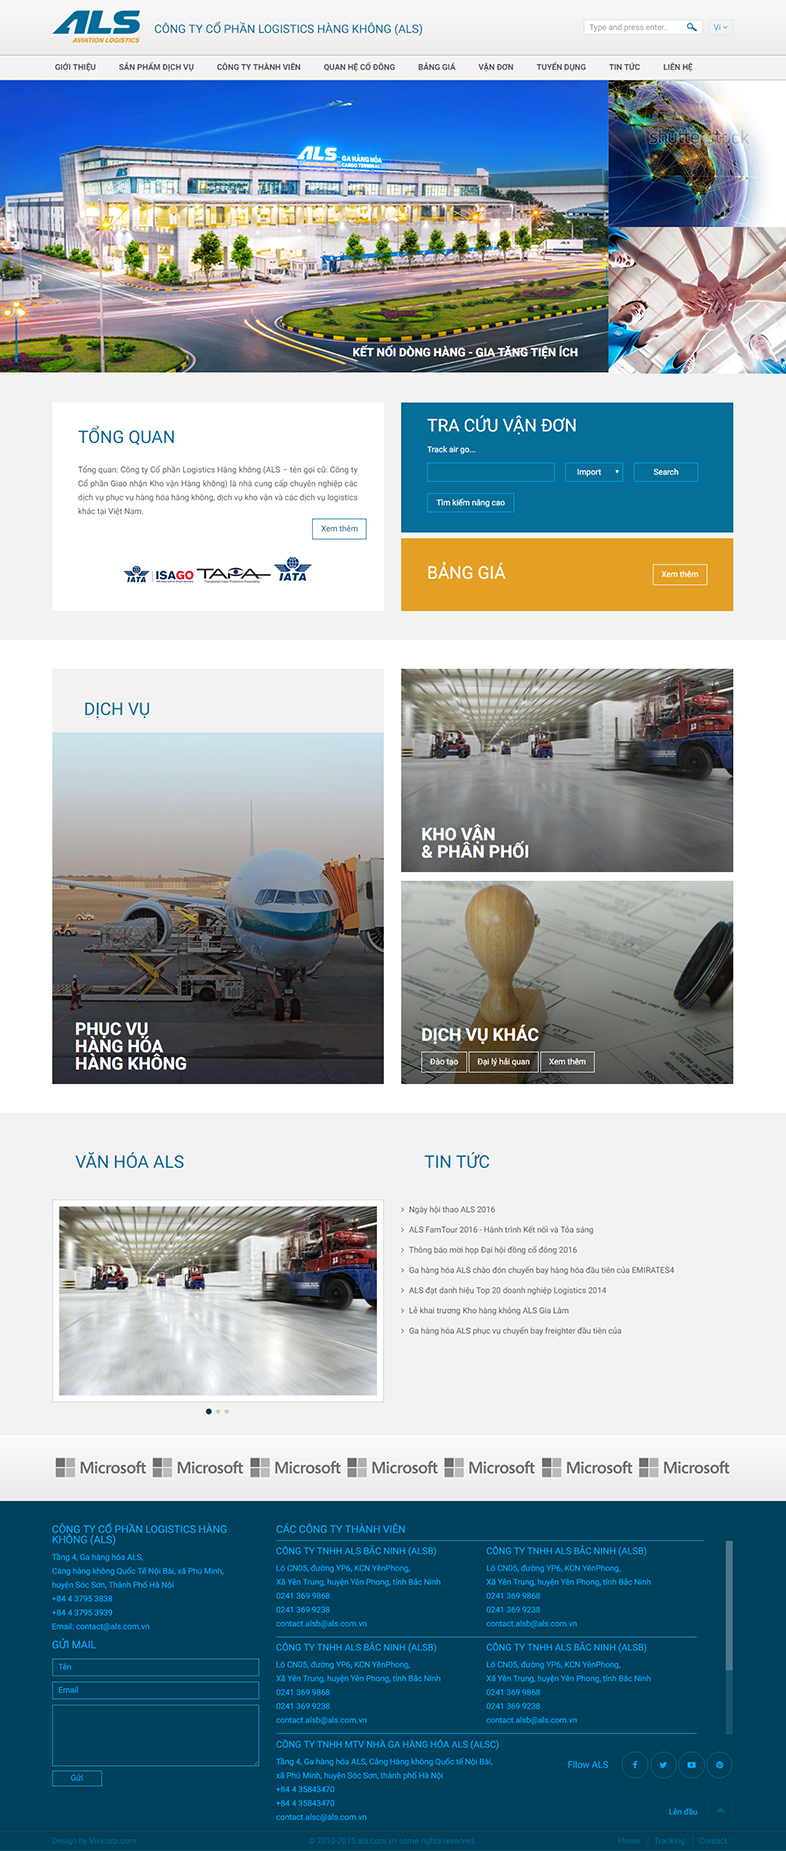 ALS
AVIATION LOGISTICS
CÔNG TY CỔ PHẦN LOGISTICS HÀNG KHÔNG (ALS)
Type and press enter..
Vi
GIỚI THIỆU
SẢN PHẨM DỊCH VỤ
CÔNG TY THÀNH VIÊN
QUAN HỆ CỔ ĐÔNG
BẢNG GIÁ
VẬN ĐƠN
TUYỂN DỤNG
TIN TỨC
LIÊN HỆ
ALS GA HÀNG HÓA
CARGO TERMINAL
ALS
shutterstock
KẾT NỐI DÒNG HÀNG - GIA TĂNG TIỆN ÍCH
TỔNG QUAN
Tổng quan: Công ty Cổ phần Logistics Hàng không (ALS – tên gọi cũ: Công ty
Cổ phần Giao nhận Kho vận Hàng không) là nhà cung cấp chuyên nghiệp các
dịch vụ phục vụ hàng hóa hàng không, dịch vụ kho vận và các dịch vụ logistics
khác tại Việt Nam.
Xem thêm
IATA
ISAGO
TAPA
IATA
TRA CỨU VẬN ĐƠN
Track air go...
Import
Search
Tìm kiếm nâng cao
BẢNG GIÁ
Xem thêm
DỊCH VỤ
PHỤC VỤ
HÀNG HÓA
HÀNG KHÔNG
KHO VẬN
& PHÂN PHỐI
DỊCH VỤ KHÁC
Đào tạo
Đại lý hải quan
Xem thêm
VĂN HÓA ALS
TIN TỨC
Ngày hội thao ALS 2016
ALS FamTour 2016 - Hành trình Kết nối và Tỏa sáng
Thông báo mời họp Đại hội đồng cổ đông 2016
Ga hàng hóa ALS chào đón chuyến bay hàng hóa đầu tiên của EMIRATES4
ALS đạt danh hiệu Top 20 doanh nghiệp Logistics 2014
Lễ khai trương Kho hàng không ALS Gia Lâm
Ga hàng hóa ALS phục vụ chuyến bay freighter đầu tiên của
Microsoft Microsoft Microsoft Microsoft Microsoft Microsoft Microsoft
CÔNG TY CỔ PHẦN LOGISTICS HÀNG
KHÔNG (ALS)
Tầng 4, Ga hàng hóa ALS,
Cảng hàng không Quốc Tế Nội Bài, xã Phú Minh,
huyện Sóc Sơn, Thành Phố Hà Nội
+84 4 3795 3838
+84 4 3795 3939
Email: contact@als.com.vn
GỬI MAIL
Tên
Email
Gửi
CÁC CÔNG TY THÀNH VIÊN
CÔNG TY TNHH ALS BẮC NINH (ALSB)
Lô CN05, đường YP6, KCN YênPhong,
Xã Yên Trung, huyện Yên Phong, tỉnh Bắc Ninh
0241 369 9868
0241 369 9238
contact.alsb@als.com.vn
CÔNG TY TNHH ALS BẮC NINH (ALSB)
Lô CN05, đường YP6, KCN YênPhong,
Xã Yên Trung, huyện Yên Phong, tỉnh Bắc Ninh
0241 369 9868
0241 369 9238
contact.alsb@als.com.vn
CÔNG TY TNHH ALS BẮC NINH (ALSB)
Lô CN05, đường YP6, KCN YênPhong,
Xã Yên Trung, huyện Yên Phong, tỉnh Bắc Ninh
0241 369 9868
0241 369 9238
contact.alsb@als.com.vn
CÔNG TY TNHH ALS BẮC NINH (ALSB)
Lô CN05, đường YP6, KCN YênPhong,
Xã Yên Trung, huyện Yên Phong, tỉnh Bắc Ninh
0241 369 9868
0241 369 9238
contact.alsb@als.com.vn
CÔNG TY TNHH MTV NHÀ GA HÀNG HÓA ALS (ALSC)
Tầng 4, Ga hàng hóa ALS, Cảng Hàng không Quốc tế Nội Bài,
xã Phú Minh, huyện Sóc Sơn, thành phố Hà Nội
+84 4 35843470
+84 4 35843470
contact.alsc@als.com.vn
Fllow ALS
Lên đầu
Design by Vivicorp.com
© 2010-2015 als.com.vn some rights reserved.
Home | Tracking | Contact